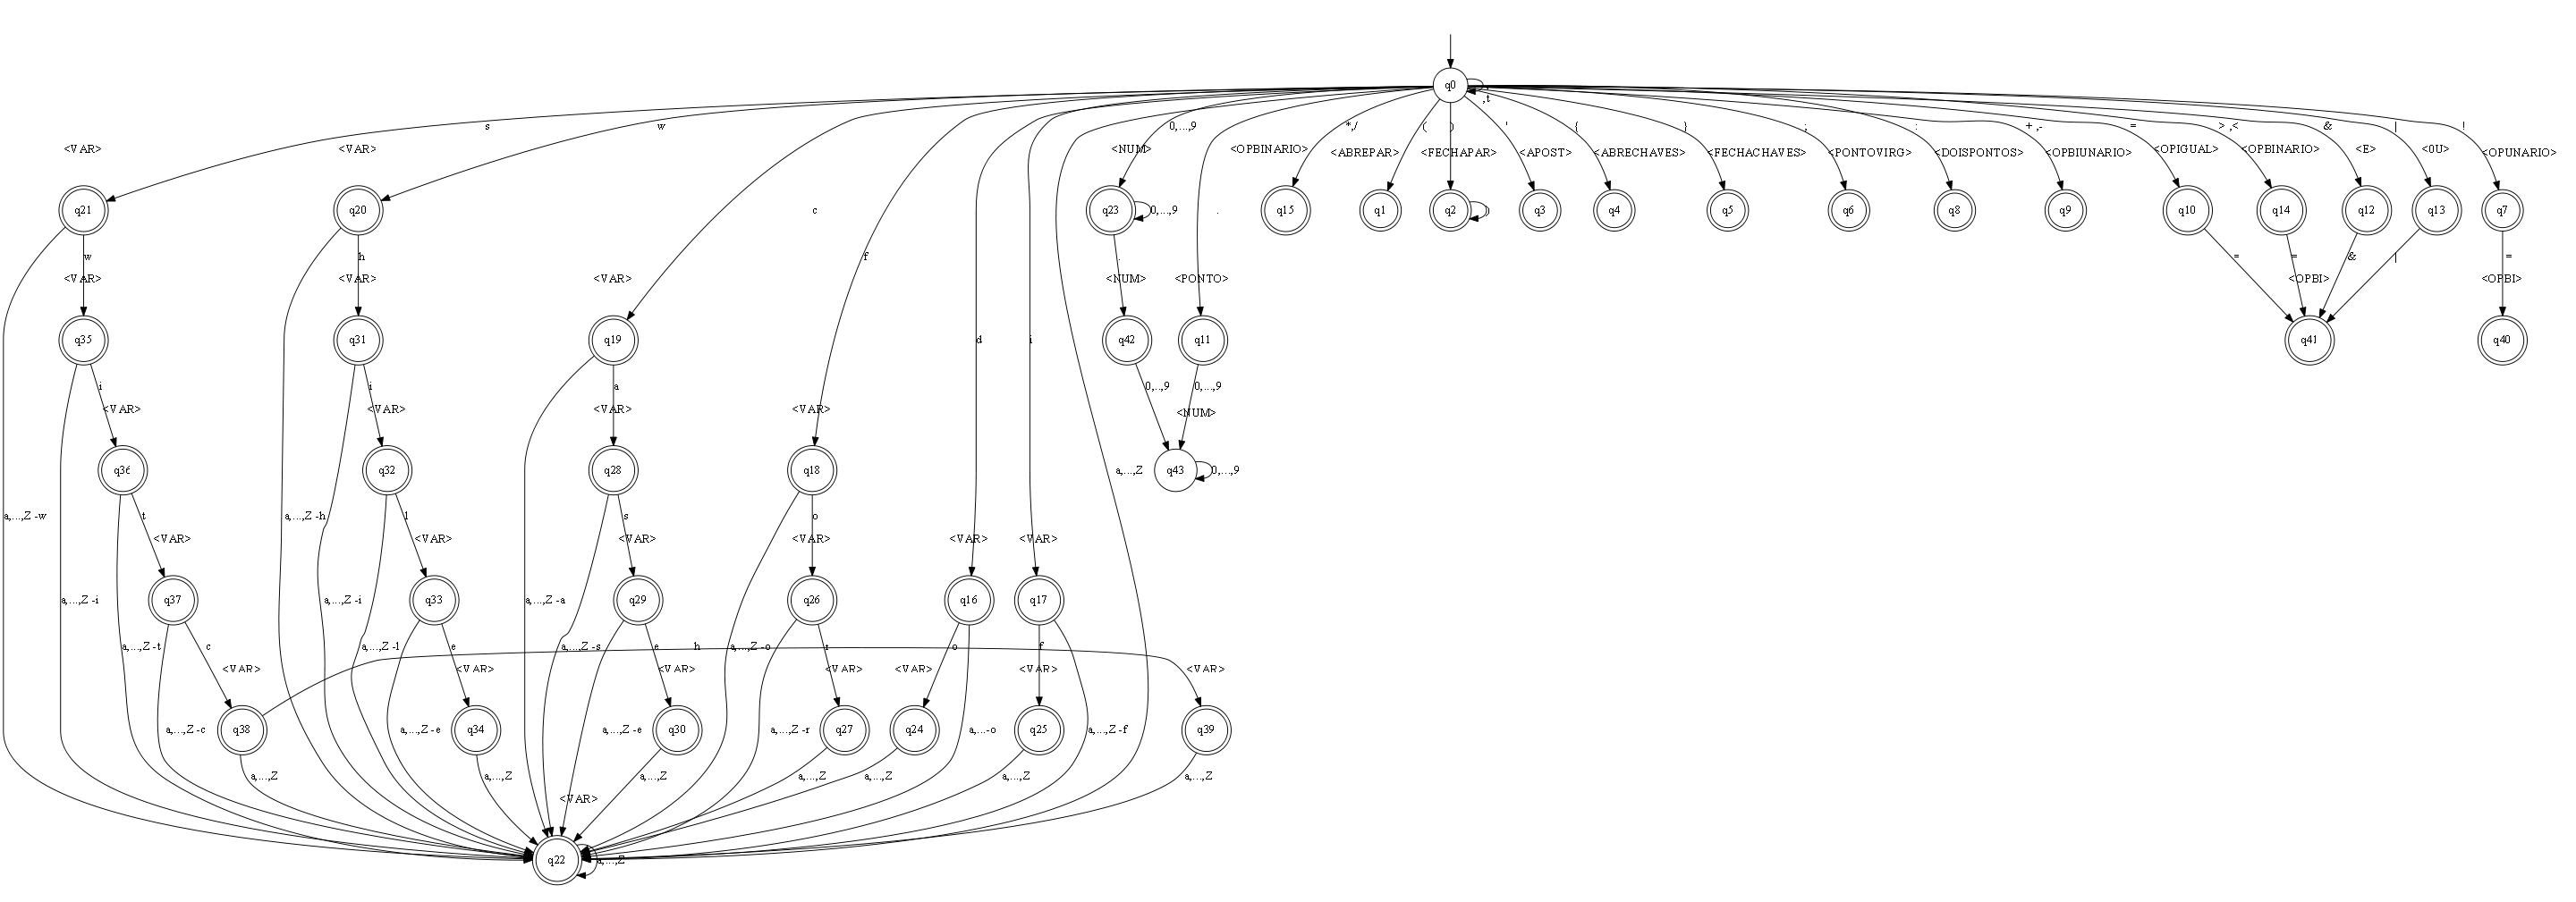 q0
,t
s
w
c
f
d
i
a,...,Z
0,...,9
.
*,/
(
)
'
{
}
;
:
+ ,-
=
> ,<
&
|
!
<VAR>
<VAR>
<NUM>
<OPBINARIO>
<ABREPAR>
<FECHAPAR>
<APOST>
<ABRECHAVES>
<FECHACHAVES>
<PONTOVIRG>
<DOISPONTOS>
<OPBIUNARIO>
<OPIGUAL>
<OPBINARIO>
<E>
<0U>
<OPUNARIO>
q21
q20
q23
0,...,9
q15
q1
q2
)
q3
q4
q5
q6
q8
q9
q10
q14
q12
q13
q7
w
h
.
=
=
&
|
=
<VAR>
<VAR>
<VAR>
<NUM>
<PONTO>
<OPBI>
<OPBI>
q35
q31
q19
q42
q11
q41
q40
i
i
a
0,..,9
0,...,9
<VAR>
<VAR>
<VAR>
<VAR>
<NUM>
q36
q32
q28
q18
q43
0,...,9
a,...,Z -w
t
a,...,Z -h
l
s
o
<VAR>
<VAR>
<VAR>
<VAR>
<VAR>
<VAR>
a,...,Z -i
q37
a,...,Z -i
q33
a,...,Z -a
q29
q26
q16
q17
a,...,Z -t
c
a,...,Z -l
e
a,...,Z -s
e
h
a,...,Z -o
r
o
f
<VAR>
<VAR>
<VAR>
<VAR>
<VAR>
<VAR>
<VAR>
q38
a,...,Z -c
a,...,Z -e
q34
a,...,Z -e
q30
a,...,Z -r
q27
q24
a,...-o
q25
a,...,Z -f
q39
a,...,Z
a,...,Z
a,...,Z
a,...,Z
a,...,Z
a,...,Z
a,...,Z
<VAR>
q22
a,...,Z